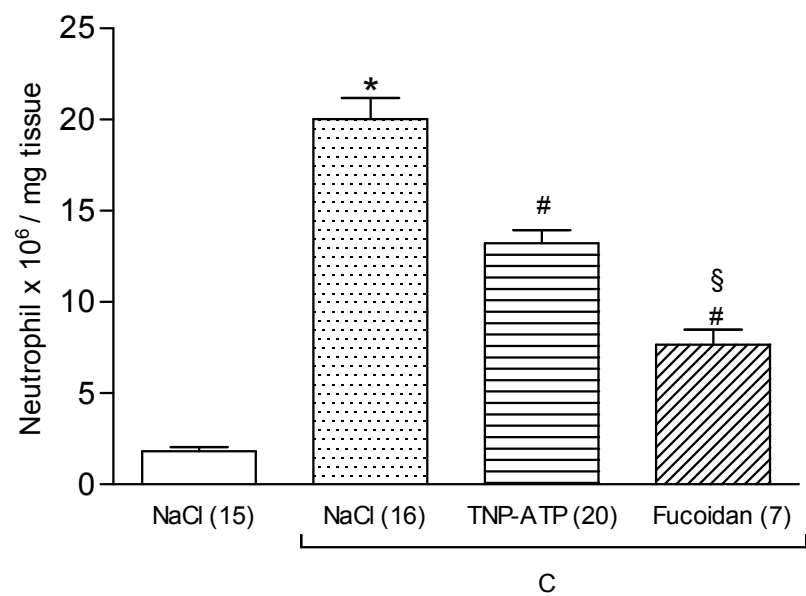 Neutrophil x 10⁶ / mg tissue
25
20
15
10
5
0
*
#
§
#
NaCl (15)
NaCl (16)
TNP-ATP (20)
Fucoidan (7)
C